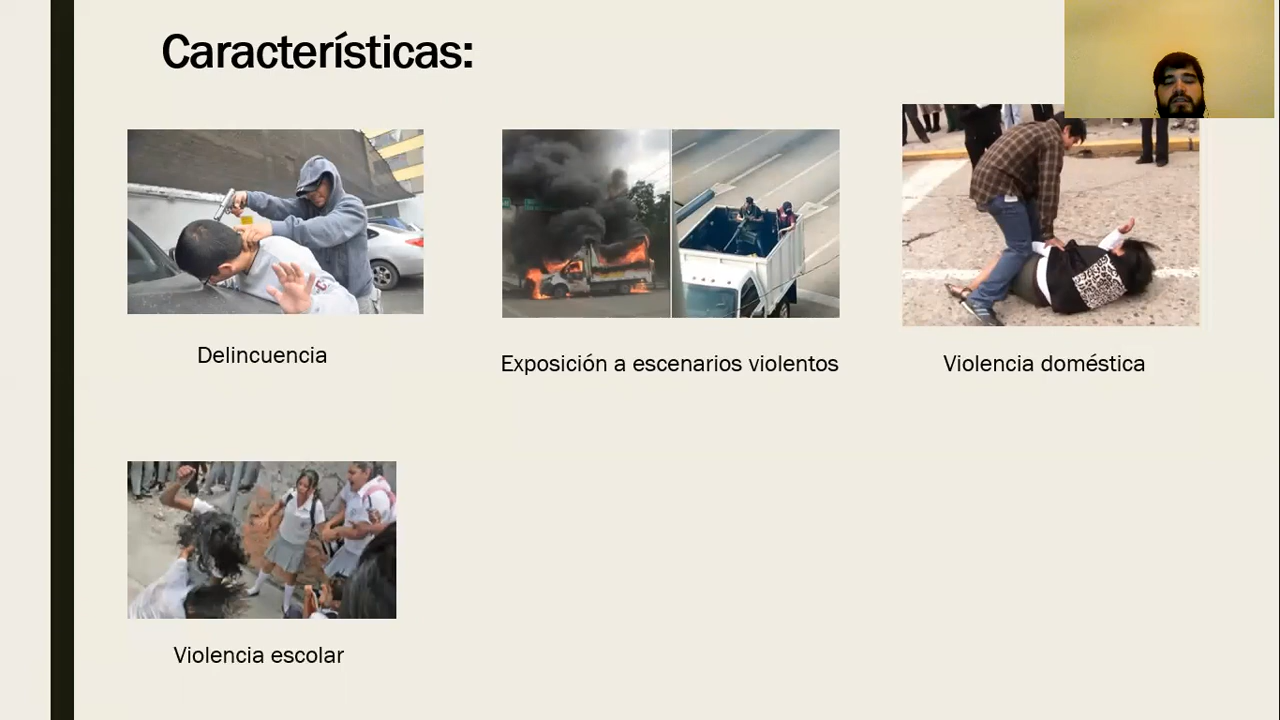 Características:
Delincuencia
Exposición a escenarios violentos
Violencia doméstica
Violencia escolar